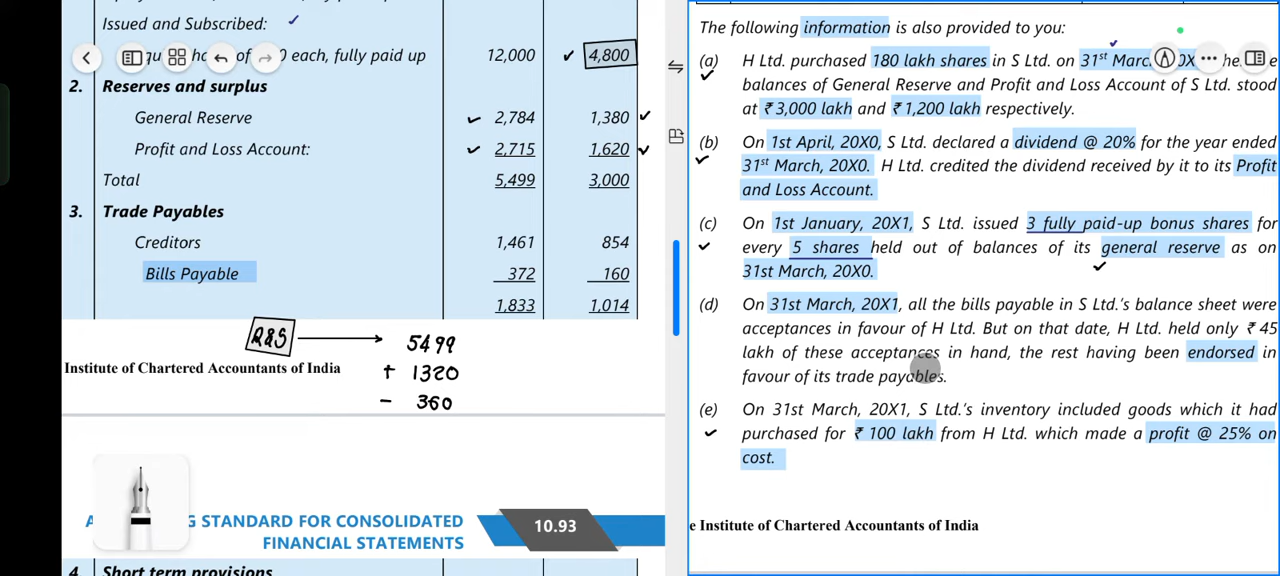 Issued and Subscribed:
0 each, fully paid up 12,000 4,800
2. Reserves and surplus
General Reserve 2,784 1,380
Profit and Loss Account: 2,715 1,620
Total 5,499 3,000
3. Trade Payables
Creditors 1,461 854
Bills Payable 372 160
1,833 1,014
R&S 5499
Institute of Chartered Accountants of India
+ 1320
- 360
G STANDARD FOR CONSOLIDATED
FINANCIAL STATEMENTS
10.93
4. Short term provisions
The following information is also provided to you:
(a) H Ltd. purchased 180 lakh shares in S Ltd. on 31st
balances of General Reserve and Profit and Loss Account of S Ltd. stood
at ₹ 3,000 lakh and ₹ 1,200 lakh respectively.
(b) On 1st April, 20X0, S Ltd. declared a dividend @ 20% for the year ended
31st March, 20X0. H Ltd. credited the dividend received by it to its Profit
and Loss Account.
(c) On 1st January, 20X1, S Ltd. issued 3 fully paid-up bonus shares for
every 5 shares held out of balances of its general reserve as on
31st March, 20X0.
(d) On 31st March, 20X1, all the bills payable in S Ltd.'s balance sheet were
acceptances in favour of H Ltd. But on that date, H Ltd. held only ₹ 45
lakh of these acceptances in hand, the rest having been endorsed in
favour of its trade payables.
(e) On 31st March, 20X1, S Ltd.'s inventory included goods which it had
purchased for ₹ 100 lakh from H Ltd. which made a profit @ 25% on
cost.
e Institute of Chartered Accountants of India